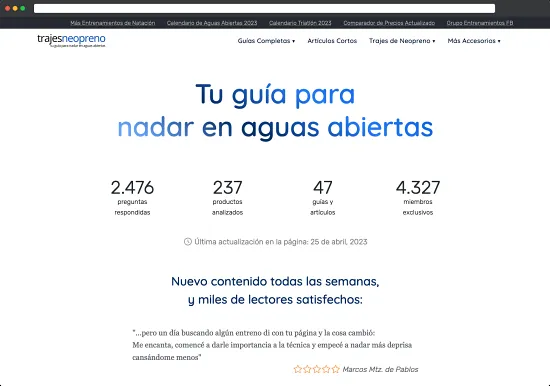 Más Entrenamientos de Natación Calendario de Aguas Abiertas 2023 Calendario Triatlón 2023 Comparador de Precios Actualizado Grupo Entrenamientos FB
trajesneopreno
tu guía para nadar en aguas abiertas
Guías Completas ▾ Artículos Cortos Trajes de Neopreno ▾ Más Accesorios ▾
Tu guía para
nadar en aguas abiertas
2.476 237 47 4.327
preguntas productos guías y miembros
respondidas analizados artículos exclusivos
Última actualización en la página: 25 de abril, 2023
Nuevo contenido todas las semanas,
y miles de lectores satisfechos:
"...pero un día buscando algún entreno di con tu página y la cosa cambió:
Me encanta, comencé a darle importancia a la técnica y empecé a nadar más deprisa
cansándome menos"
Marcos Mtz. de Pablos